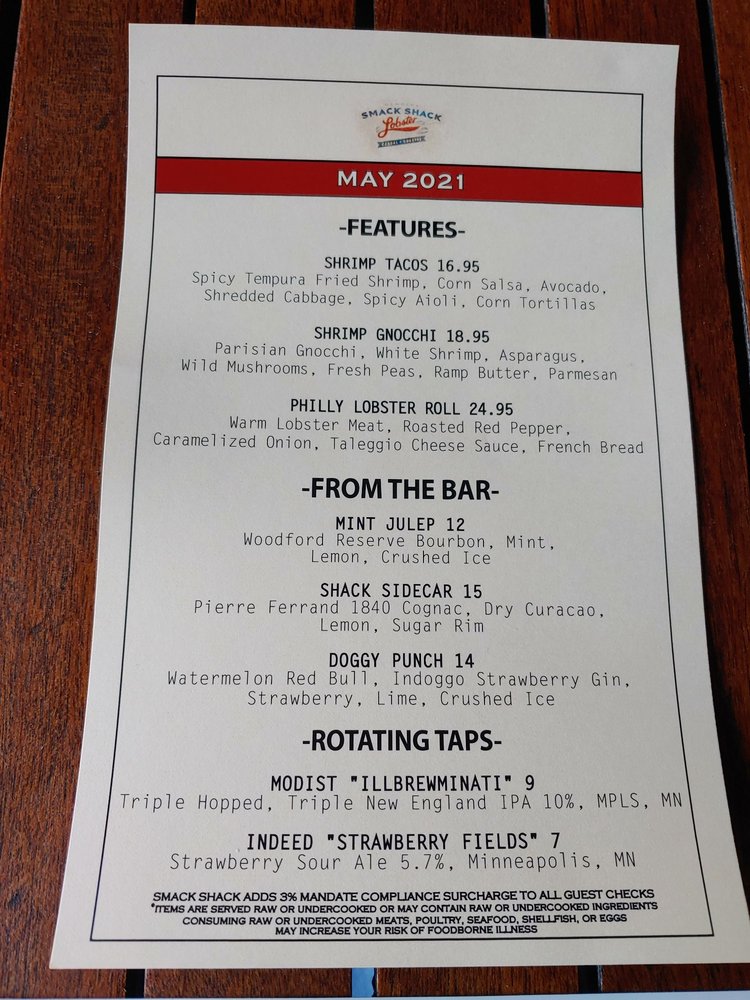 SMACK SHACK
Lobster
MAY 2021
-FEATURES-
SHRIMP TACOS 16.95
Spicy Tempura Fried Shrimp, Corn Salsa, Avocado,
Shredded Cabbage, Spicy Aioli, Corn Tortillas
SHRIMP GNOCCHI 18.95
Parisian Gnocchi, White Shrimp, Asparagus,
Wild Mushrooms, Fresh Peas, Ramp Butter, Parmesan
PHILLY LOBSTER ROLL 24.95
Warm Lobster Meat, Roasted Red Pepper,
Caramelized Onion, Taleggio Cheese Sauce, French Bread
-FROM THE BAR-
MINT JULEP 12
Woodford Reserve Bourbon, Mint,
Lemon, Crushed Ice
SHACK SIDECAR 15
Pierre Ferrand 1840 Cognac, Dry Curacao,
Lemon, Sugar Rim
DOGGY PUNCH 14
Watermelon Red Bull, Indoggo Strawberry Gin,
Strawberry, Lime, Crushed Ice
-ROTATING TAPS-
MODIST "ILLBREWMINATI" 9
Triple Hopped, Triple New England IPA 10%, MPLS, MN
INDEED "STRAWBERRY FIELDS" 7
Strawberry Sour Ale 5.7%, Minneapolis, MN
SMACK SHACK ADDS 3% MANDATE COMPLIANCE SURCHARGE TO ALL GUEST CHECKS
*ITEMS ARE SERVED RAW OR UNDERCOOKED OR MAY CONTAIN RAW OR UNDERCOOKED INGREDIENTS
CONSUMING RAW OR UNDERCOOKED MEATS, POULTRY, SEAFOOD, SHELLFISH, OR EGGS
MAY INCREASE YOUR RISK OF FOODBORNE ILLNESS